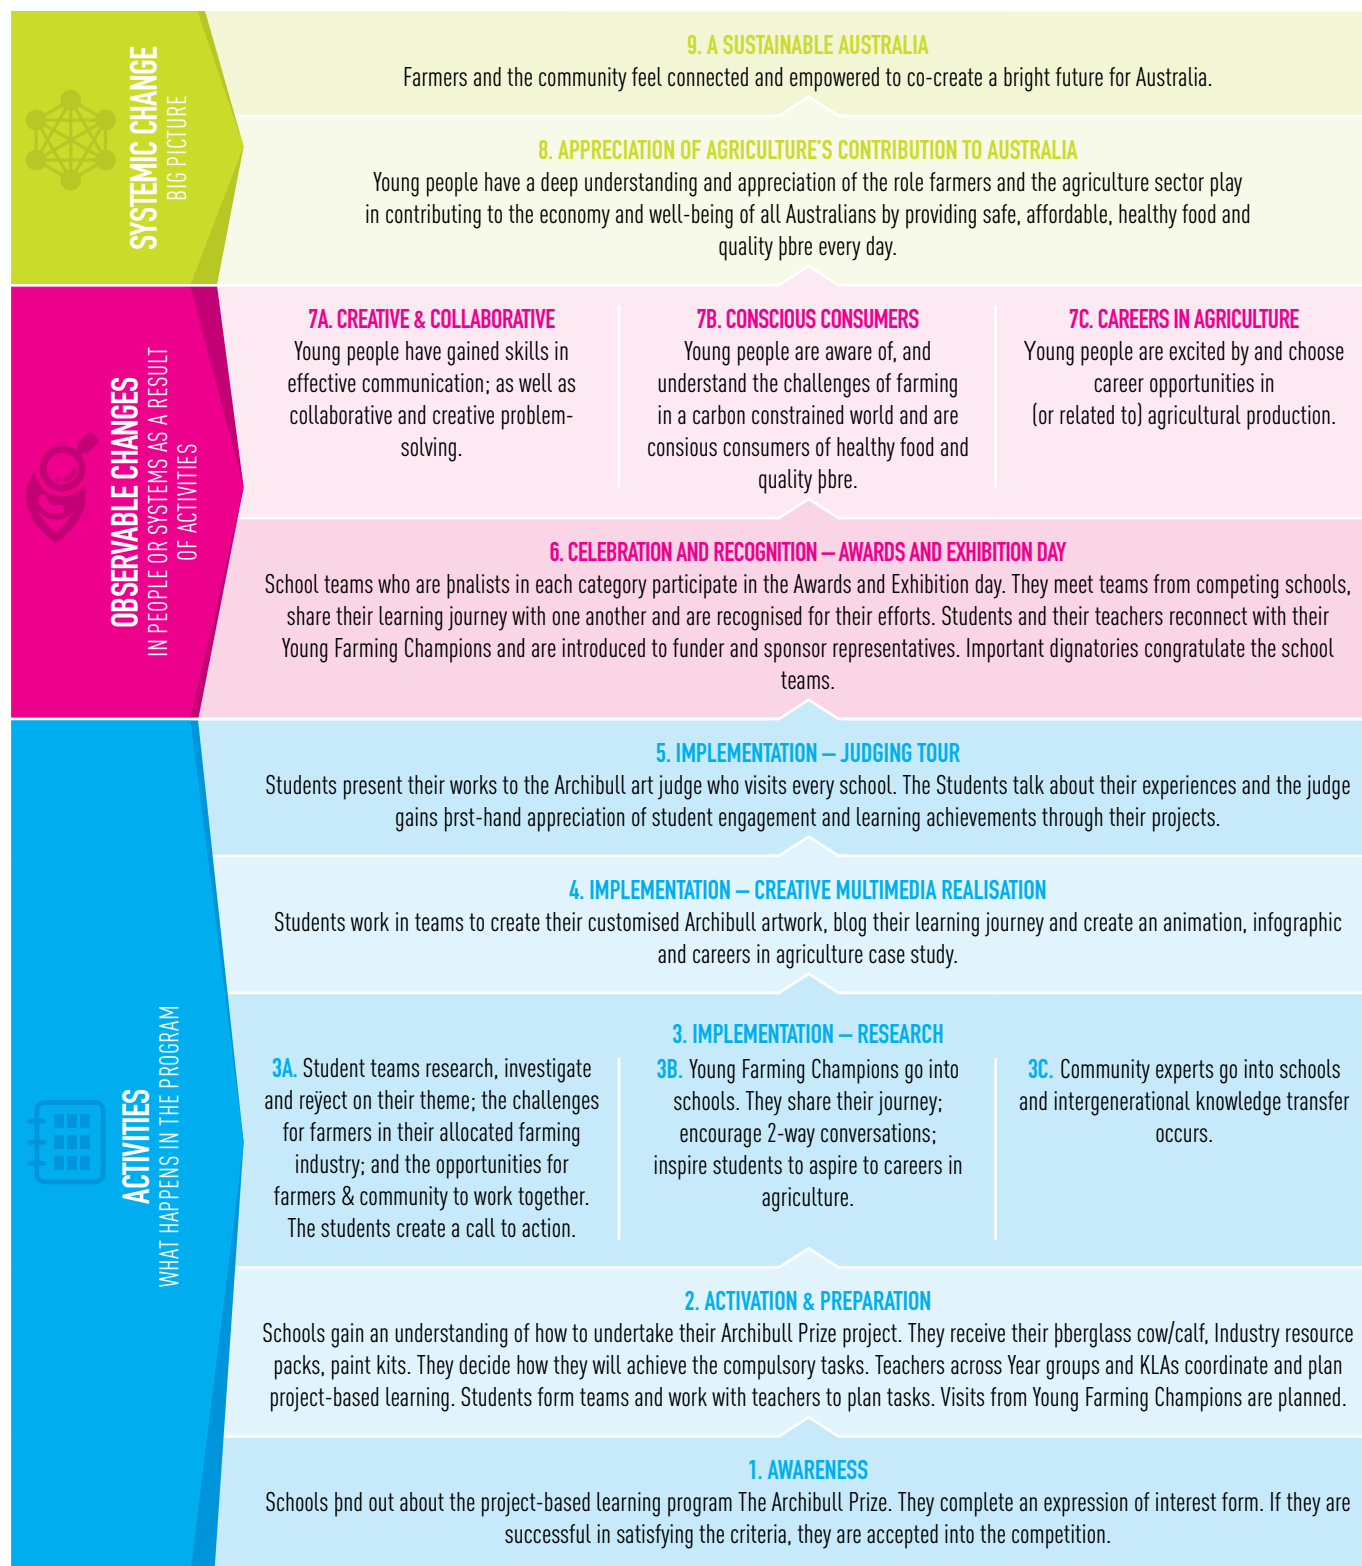 SYSTEMIC CHANGE
BIG PICTURE
9. A SUSTAINABLE AUSTRALIA
Farmers and the community feel connected and empowered to co-create a bright future for Australia.
8. APPRECIATION OF AGRICULTURE'S CONTRIBUTION TO AUSTRALIA
Young people have a deep understanding and appreciation of the role farmers and the agriculture sector play
in contributing to the economy and well-being of all Australians by providing safe, affordable, healthy food and
quality þbre every day.
OBSERVABLE CHANGES
IN PEOPLE OR SYSTEMS AS A RESULT
OF ACTIVITIES
7A. CREATIVE & COLLABORATIVE
Young people have gained skills in
effective communication; as well as
collaborative and creative problem-
solving.
7B. CONSCIOUS CONSUMERS
Young people are aware of, and
understand the challenges of farming
in a carbon constrained world and are
consious consumers of healthy food and
quality þbre.
7C. CAREERS IN AGRICULTURE
Young people are excited by and choose
career opportunities in
(or related to) agricultural production.
6. CELEBRATION AND RECOGNITION – AWARDS AND EXHIBITION DAY
School teams who are þnalists in each category participate in the Awards and Exhibition day. They meet teams from competing schools,
share their learning journey with one another and are recognised for their efforts. Students and their teachers reconnect with their
Young Farming Champions and are introduced to funder and sponsor representatives. Important dignatories congratulate the school
teams.
ACTIVITIES
WHAT HAPPENS IN THE PROGRAM
5. IMPLEMENTATION – JUDGING TOUR
Students present their works to the Archibull art judge who visits every school. The Students talk about their experiences and the judge
gains þrst-hand appreciation of student engagement and learning achievements through their projects.
4. IMPLEMENTATION – CREATIVE MULTIMEDIA REALISATION
Students work in teams to create their customised Archibull artwork, blog their learning journey and create an animation, infographic
and careers in agriculture case study.
3. IMPLEMENTATION – RESEARCH
3A. Student teams research, investigate
and reÿect on their theme; the challenges
for farmers in their allocated farming
industry; and the opportunities for
farmers & community to work together.
The students create a call to action.
3B. Young Farming Champions go into
schools. They share their journey;
encourage 2-way conversations;
inspire students to aspire to careers in
agriculture.
3C. Community experts go into schools
and intergenerational knowledge transfer
occurs.
2. ACTIVATION & PREPARATION
Schools gain an understanding of how to undertake their Archibull Prize project. They receive their þberglass cow/calf, Industry resource
packs, paint kits. They decide how they will achieve the compulsory tasks. Teachers across Year groups and KLAs coordinate and plan
project-based learning. Students form teams and work with teachers to plan tasks. Visits from Young Farming Champions are planned.
1. AWARENESS
Schools þnd out about the project-based learning program The Archibull Prize. They complete an expression of interest form. If they are
successful in satisfying the criteria, they are accepted into the competition.